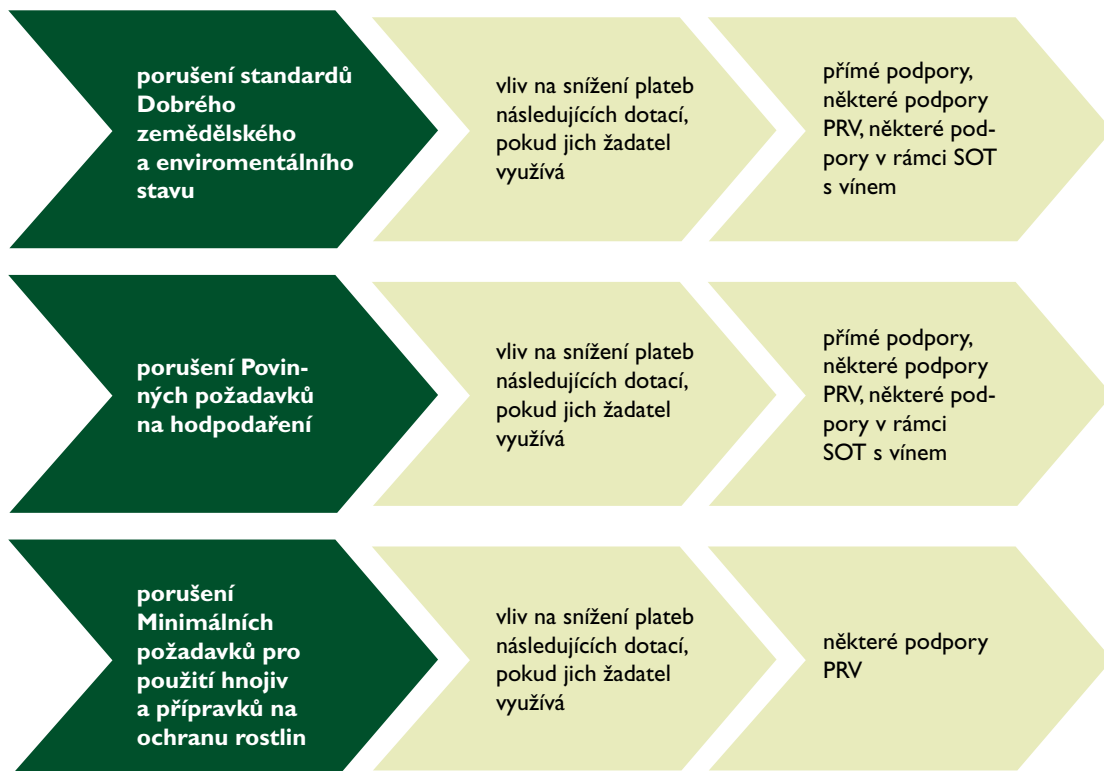 porušení standardů
Dobrého
zemědělského
a enviromentálního
stavu
vliv na snížení plateb
následujících dotací,
pokud jich žadatel
využívá
přímé podpory,
některé podpory
PRV, některé pod-
pory v rámci SOT
s vínem
porušení Povin-
ných požadavků
na hodpodaření
vliv na snížení plateb
následujících dotací,
pokud jich žadatel
využívá
přímé podpory,
některé podpory
PRV, některé pod-
pory v rámci
SOT s vínem
porušení
Minimálních
požadavků pro
použití hnojiv
a přípravků na
ochranu rostlin
vliv na snížení plateb
následujících dotací,
pokud jich žadatel
využívá
některé podpory
PRV